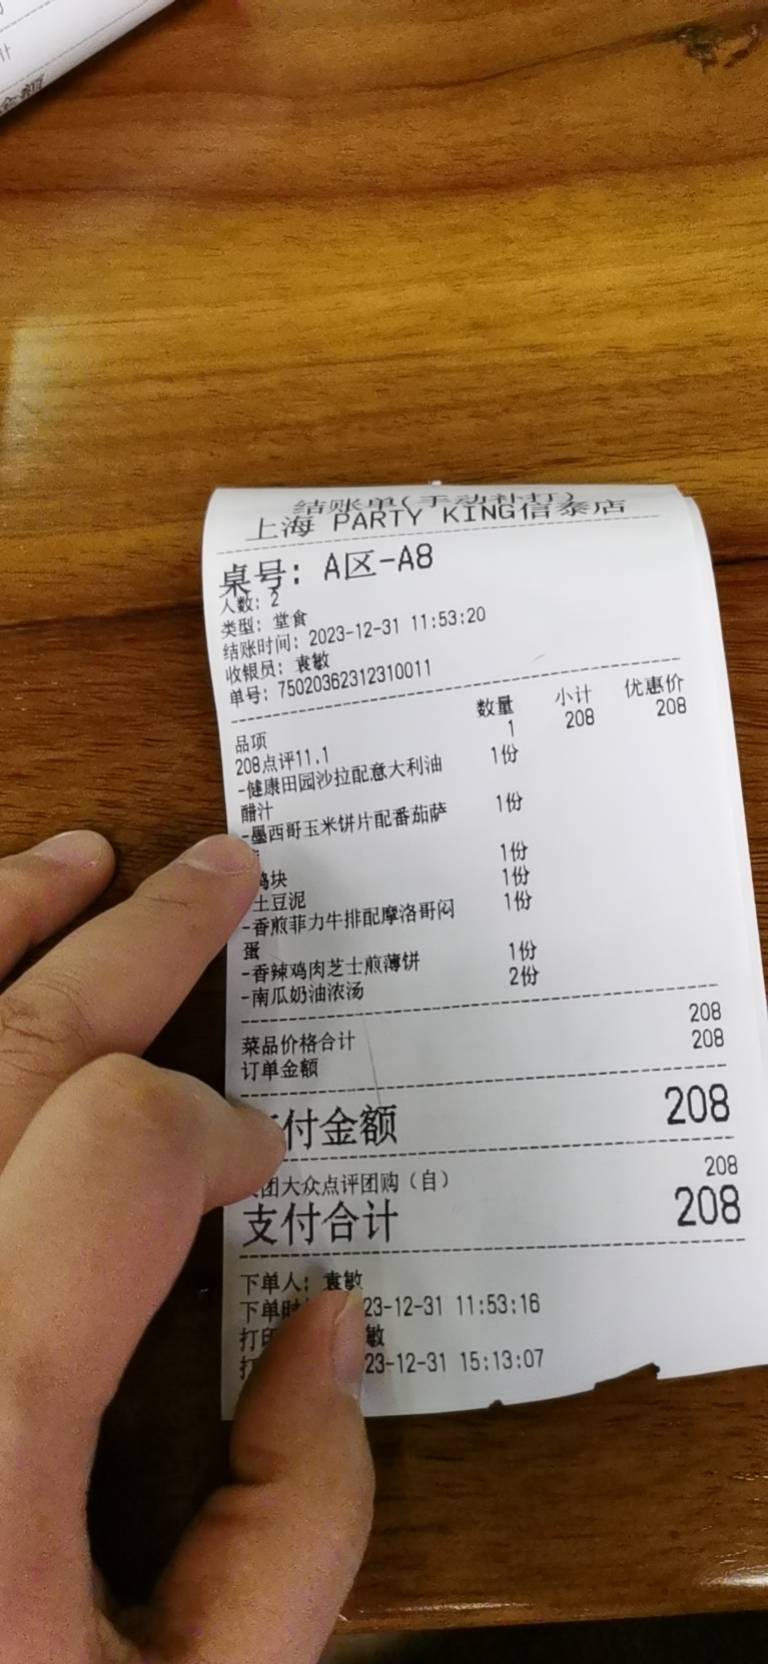 结账单(手动补打)
上海 PARTY KING信泰店
桌号: A区-A8
人数: 2
类型: 堂食
结账时间: 2023-12-31 11:53:20
收银员: 袁敏
单号: 75020362312310011
品项 数量 小计 优惠价
208点评11.1 1 208 208
-健康田园沙拉配意大利油 1份
醋汁
-墨西哥玉米饼片配番茄萨 1份
鸡块 1份
土豆泥 1份
-香煎菲力牛排配摩洛哥闷 1份
蛋
-香辣鸡肉芝士煎薄饼 1份
-南瓜奶油浓汤 2份
菜品价格合计 208
订单金额 208
付金额 208
团大众点评团购(自) 208
支付合计 208
下单人: 袁敏
下单时 23-12-31 11:53:16
打印 敏
打 23-12-31 15:13:07